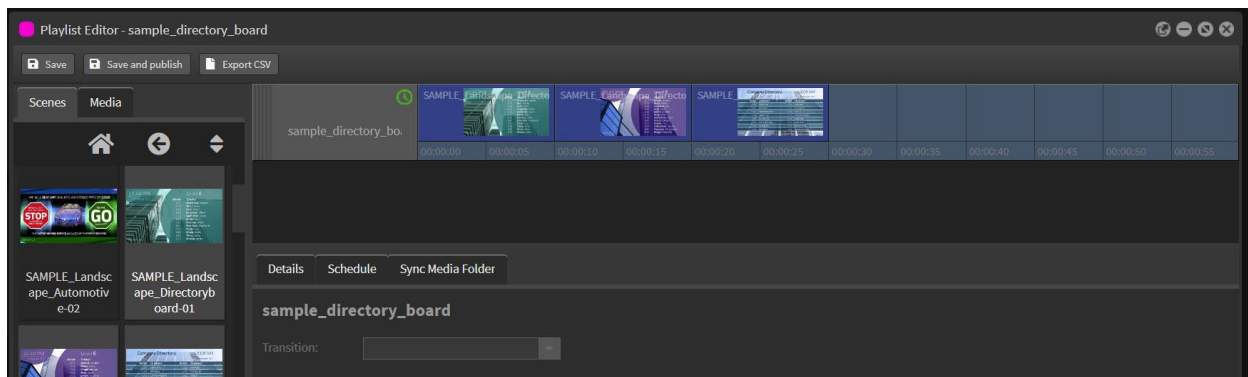 Playlist Editor - sample_directory_board
Save
Save and publish
Export CSV
Scenes
Media
sample_directory_bo
SAMPLE_Landscape_Directo
SAMPLE_Landscape_Directo
SAMPLE_
00:00:00
00:00:05
00:00:10
00:00:15
00:00:20
00:00:25
00:00:30
00:00:35
00:00:40
00:00:45
00:00:50
00:00:55
STOP
GO
SAMPLE_Landsc
ape_Automotiv
e-02
SAMPLE_Landsc
ape_Directoryb
oard-01
Company Directory
Details
Schedule
Sync Media Folder
sample_directory_board
Transition: